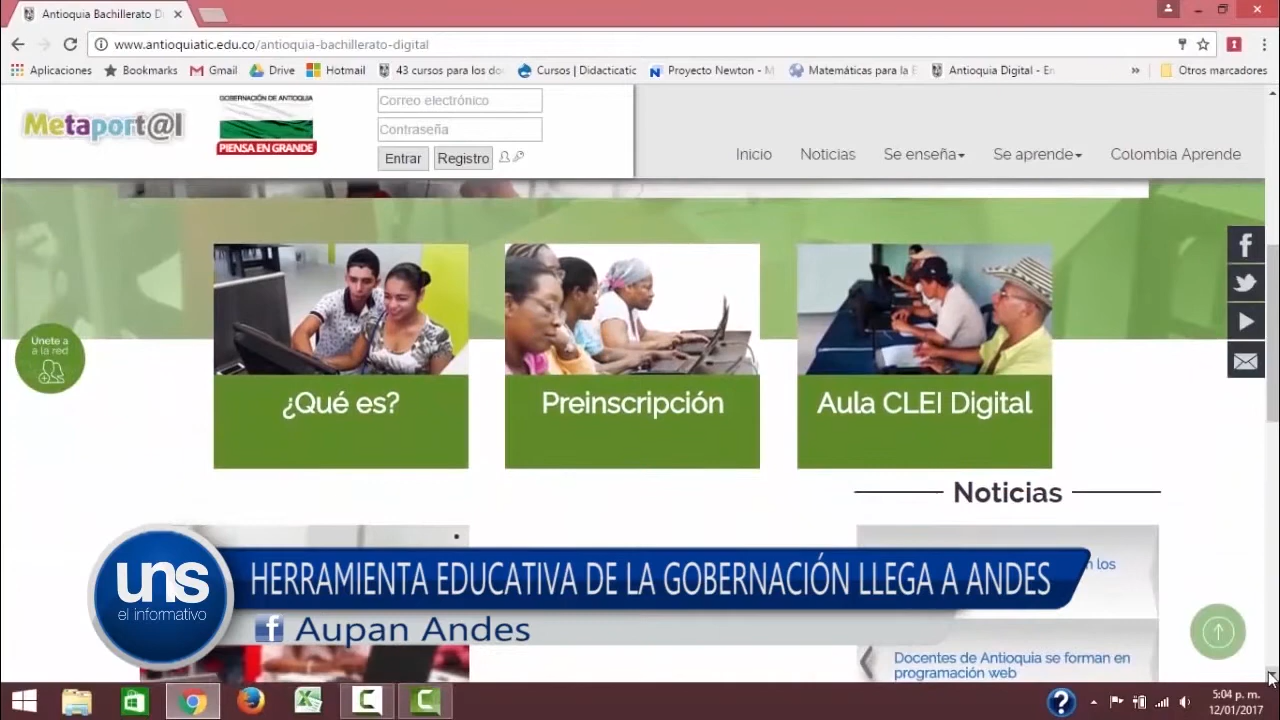 Antioquia Bachillerato D
www.antioquiatic.edu.co/antioquia-bachillerato-digital
Aplicaciones
Bookmarks
Gmail
Drive
Hotmail
43 cursos para los do
Cursos | Didacticatic
Proyecto Newton - M
Matemáticas para la E
Antioquia Digital - En
»
Otros marcadores
Metaport@l
GOBERNACIÓN DE ANTIOQUIA
PIENSA EN GRANDE
Correo electrónico
Contraseña
Entrar
Registro
Inicio
Noticias
Se enseña
Se aprende
Colombia Aprende
Únete a
a la red
¿Qué es?
Preinscripción
Aula CLEI Digital
Noticias
n los
uns
el informativo
HERRAMIENTA EDUCATIVA DE LA GOBERNACIÓN LLEGA A ANDES
f Aupan Andes
Docentes de Antioquia se forman en
programación web
5:04 p. m.
12/01/2017